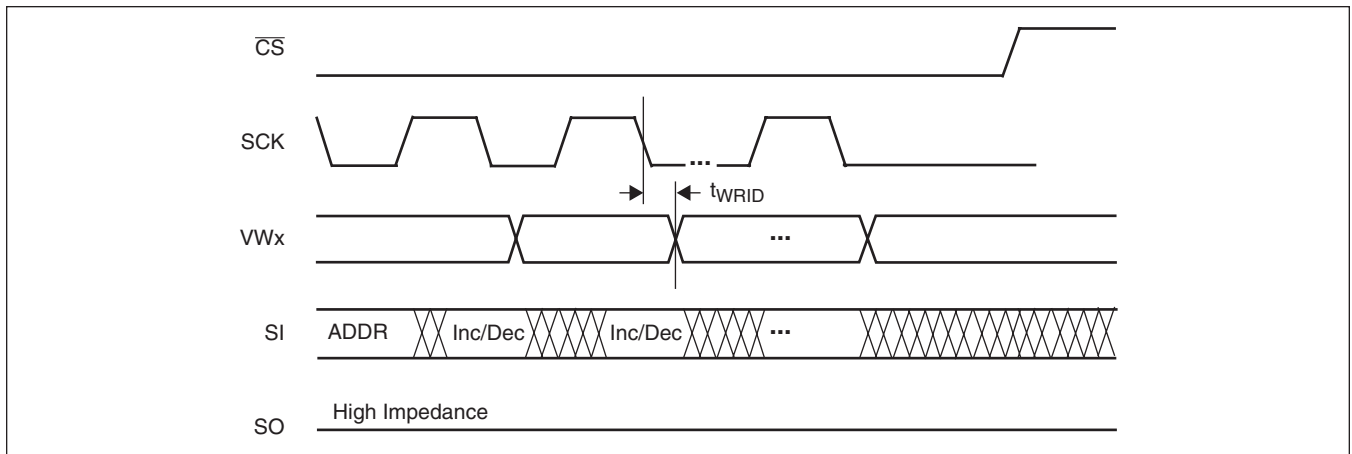 CS
SCK
...
tWRID
VWx
...
SI
ADDR
Inc/Dec
Inc/Dec
...
High Impedance
SO